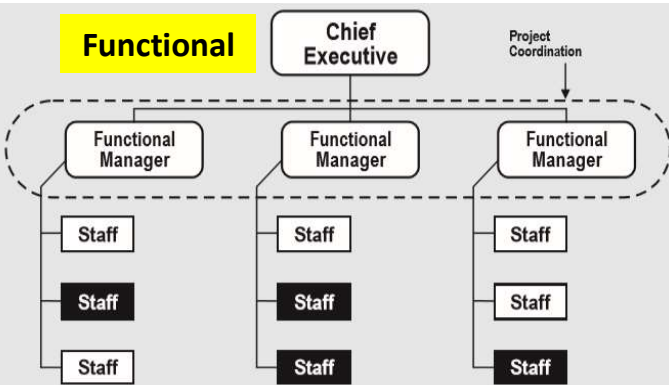 Functional
Chief
Executive
Project
Coordination
Functional
Manager
Functional
Manager
Functional
Manager
Staff
Staff
Staff
Staff
Staff
Staff
Staff
Staff
Staff